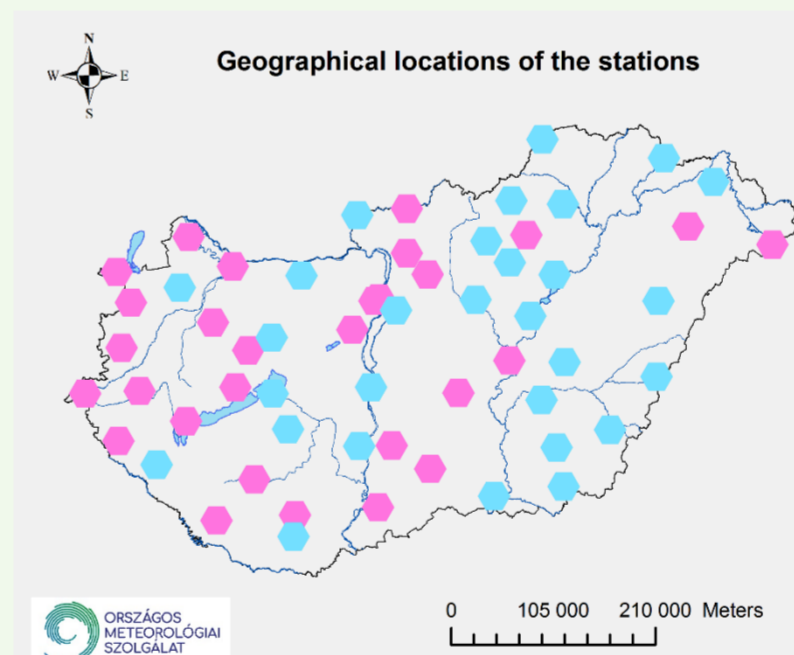 N
W E
S
Geographical locations of the stations
0 105 000 210 000 Meters
ORSZÁGOS
METEOROLÓGIAI
SZOLGÁLAT